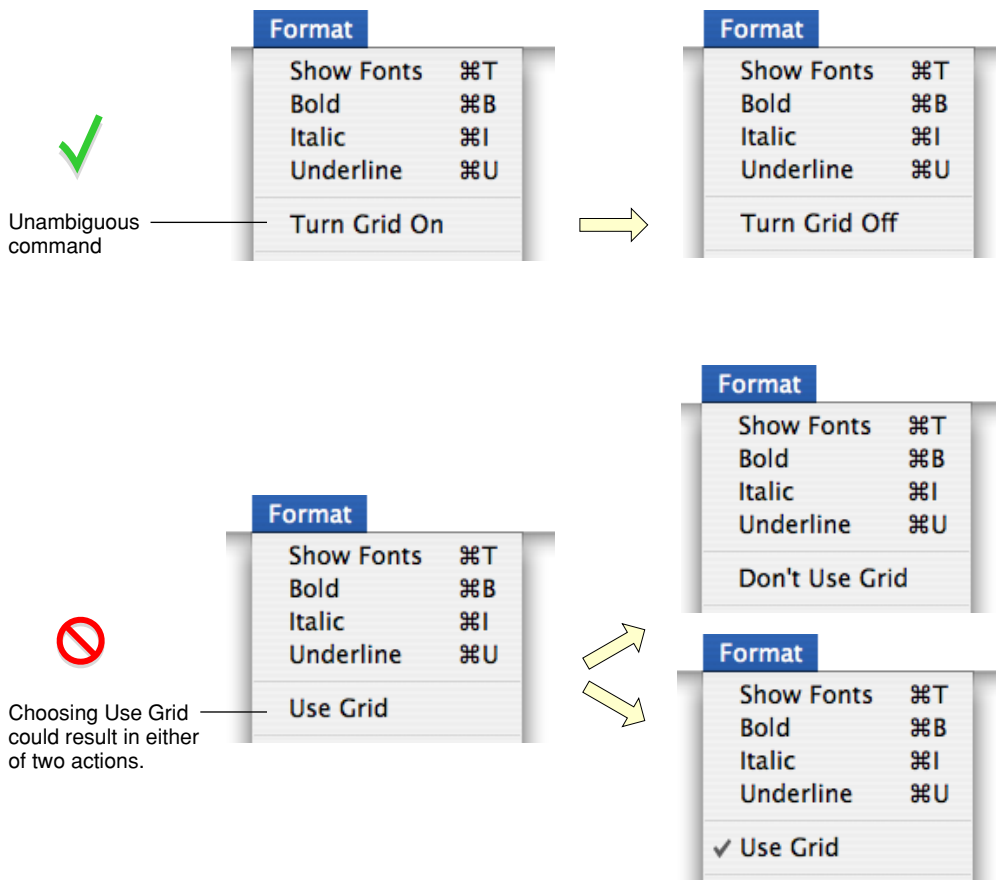 Format
Show Fonts ⌘T
Bold ⌘B
Italic ⌘I
Underline ⌘U
Turn Grid On
Unambiguous
command
Format
Show Fonts ⌘T
Bold ⌘B
Italic ⌘I
Underline ⌘U
Turn Grid Off
Format
Show Fonts ⌘T
Bold ⌘B
Italic ⌘I
Underline ⌘U
Use Grid
Choosing Use Grid
could result in either
of two actions.
Format
Show Fonts ⌘T
Bold ⌘B
Italic ⌘I
Underline ⌘U
Don't Use Grid
Format
Show Fonts ⌘T
Bold ⌘B
Italic ⌘I
Underline ⌘U
✓ Use Grid